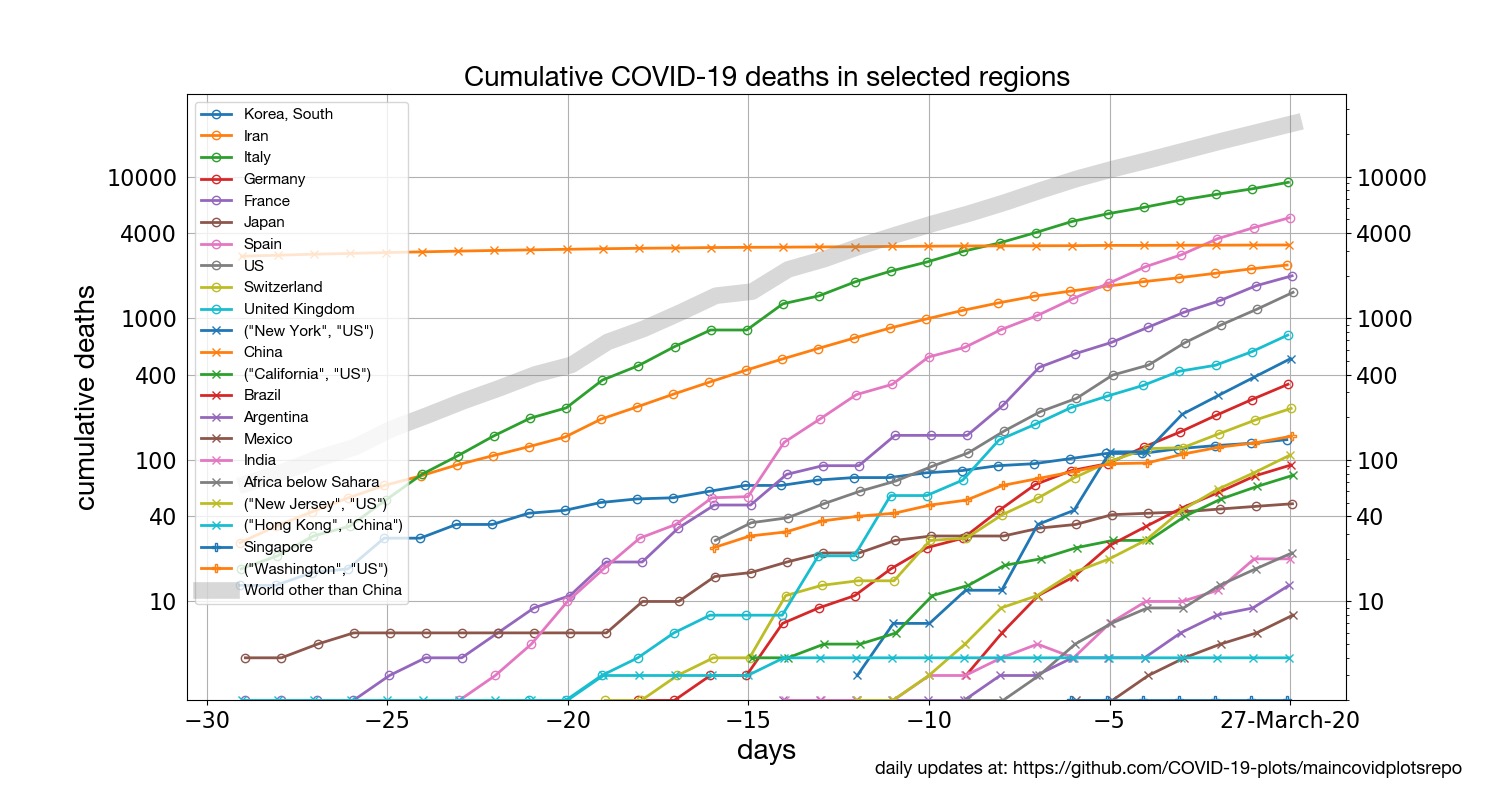 Cumulative COVID-19 deaths in selected regions
Korea, South
Iran
Italy
Germany
France
Japan
Spain
US
Switzerland
United Kingdom
("New York", "US")
China
("California", "US")
Brazil
Argentina
Mexico
India
Africa below Sahara
("New Jersey", "US")
("Hong Kong", "China")
Singapore
("Washington", "US")
World other than China
cumulative deaths
10000
4000
1000
400
100
40
10
10000
4000
1000
400
100
40
10
−30 −25 −20 −15 −10 −5 27-March-20
days
daily updates at: https://github.com/COVID-19-plots/maincovidplotsrepo